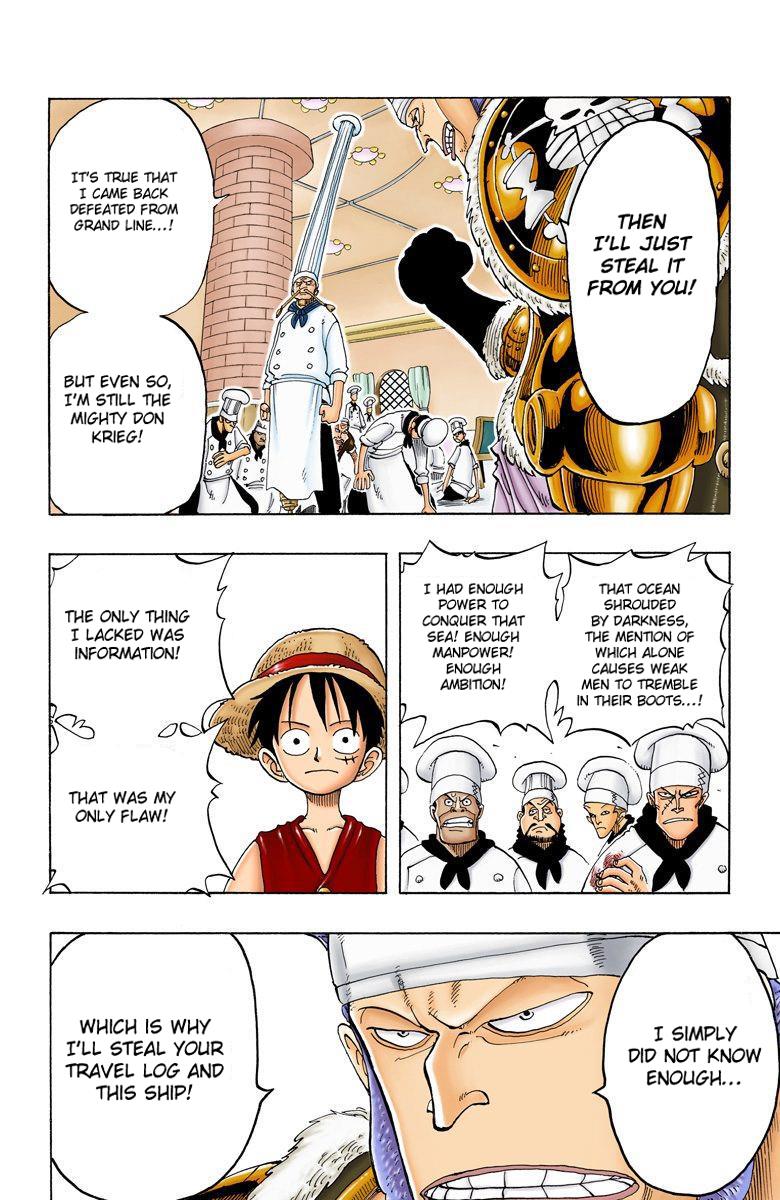 THEN
I'LL JUST
STEAL IT
FROM YOU!
IT'S TRUE THAT
I CAME BACK
DEFEATED FROM
GRAND LINE...!
BUT EVEN SO,
I'M STILL THE
MIGHTY DON
KRIEG!
THAT OCEAN
SHROUDED
BY DARKNESS,
THE MENTION OF
WHICH ALONE
CAUSES WEAK
MEN TO TREMBLE
IN THEIR BOOTS...!
I HAD ENOUGH
POWER TO
CONQUER THAT
SEA! ENOUGH
MANPOWER!
ENOUGH
AMBITION!
THE ONLY THING
I LACKED WAS
INFORMATION!
THAT WAS MY
ONLY FLAW!
I SIMPLY
DID NOT KNOW
ENOUGH...
WHICH IS WHY
I'LL STEAL YOUR
TRAVEL LOG AND
THIS SHIP!